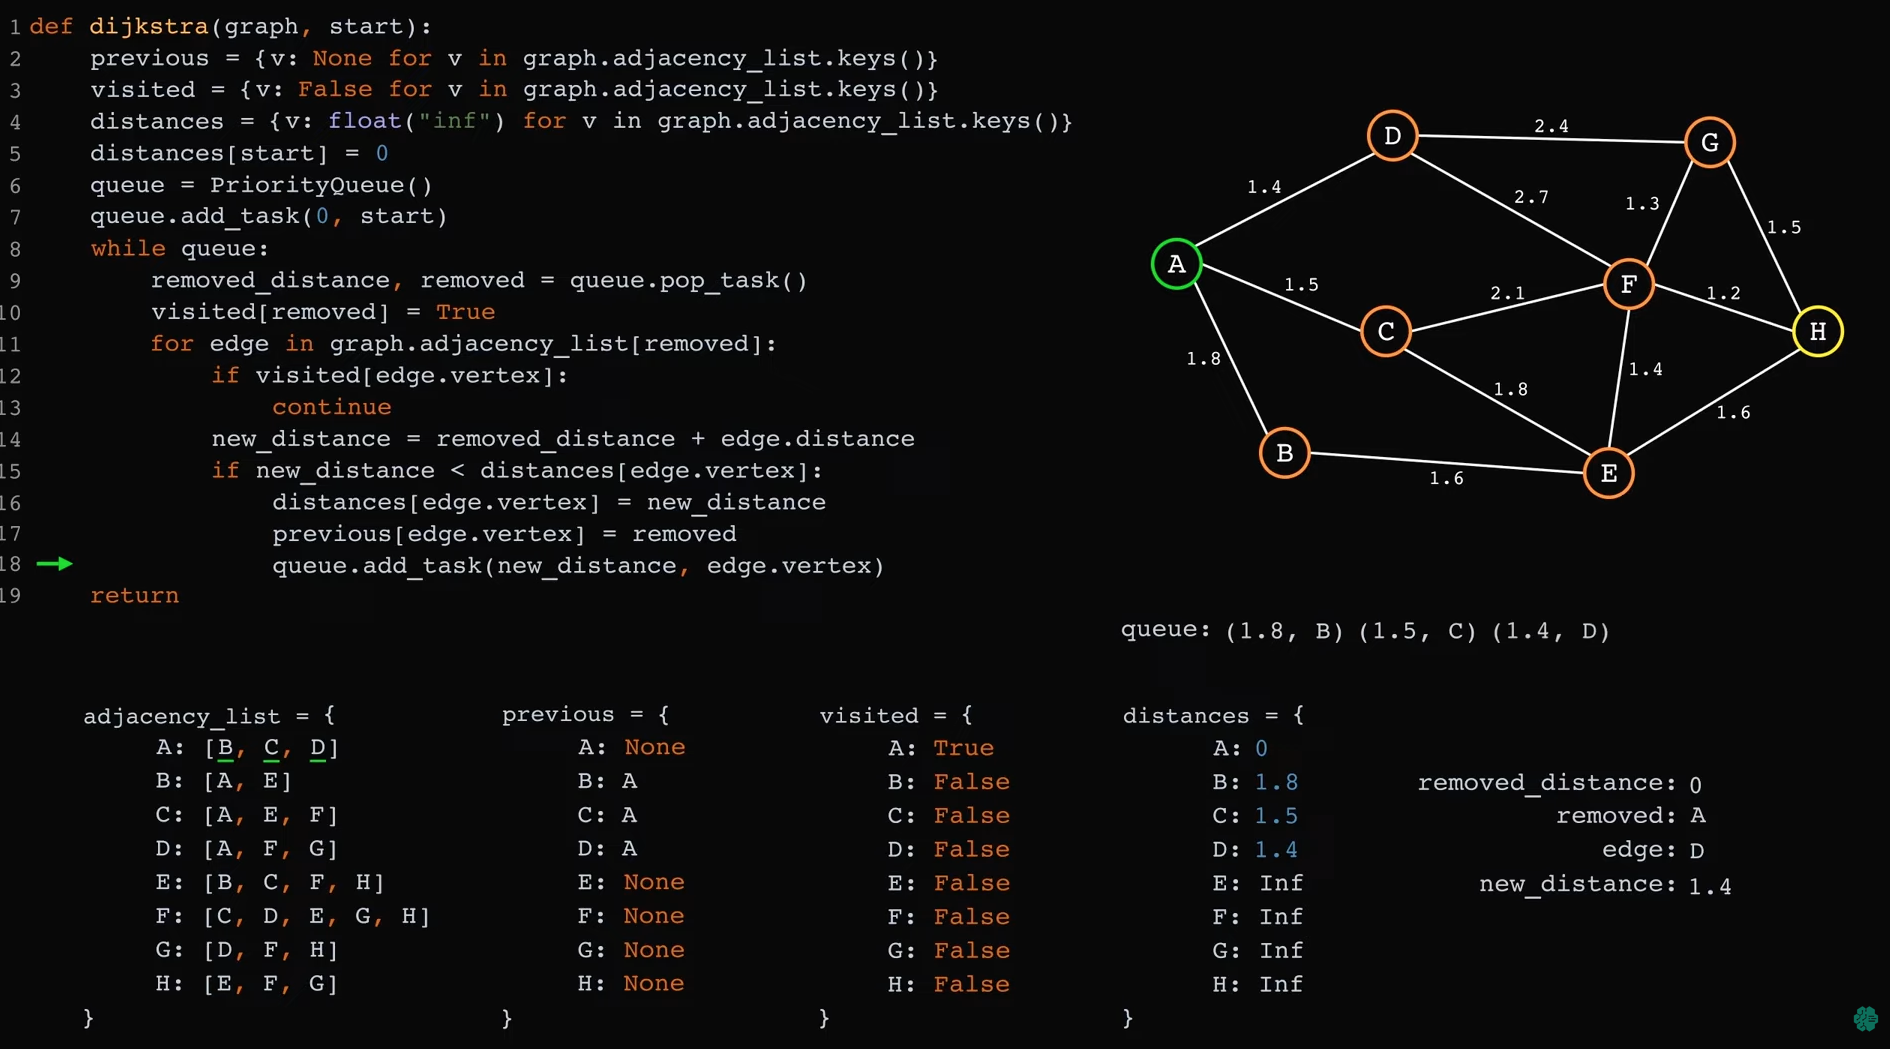 1 def dijkstra(graph, start):
2 previous = {v: None for v in graph.adjacency_list.keys()}
3 visited = {v: False for v in graph.adjacency_list.keys()}
4 distances = {v: float("inf") for v in graph.adjacency_list.keys()}
5 distances[start] = 0
6 queue = PriorityQueue()
7 queue.add_task(0, start)
8 while queue:
9 removed_distance, removed = queue.pop_task()
10 visited[removed] = True
11 for edge in graph.adjacency_list[removed]:
12 if visited[edge.vertex]:
13 continue
14 new_distance = removed_distance + edge.distance
15 if new_distance < distances[edge.vertex]:
16 distances[edge.vertex] = new_distance
17 previous[edge.vertex] = removed
18 queue.add_task(new_distance, edge.vertex)
19 return
D
2.4
G
1.4
2.7
1.3
1.5
A
1.5
2.1
F
1.2
C
H
1.8
1.8
1.4
1.6
B
1.6
E
queue: (1.8, B) (1.5, C) (1.4, D)
adjacency_list = {
A: [B, C, D]
B: [A, E]
C: [A, E, F]
D: [A, F, G]
E: [B, C, F, H]
F: [C, D, E, G, H]
G: [D, F, H]
H: [E, F, G]
}
previous = {
A: None
B: A
C: A
D: A
E: None
F: None
G: None
H: None
}
visited = {
A: True
B: False
C: False
D: False
E: False
F: False
G: False
H: False
}
distances = {
A: 0
B: 1.8
C: 1.5
D: 1.4
E: Inf
F: Inf
G: Inf
H: Inf
}
removed_distance: 0
removed: A
edge: D
new_distance: 1.4